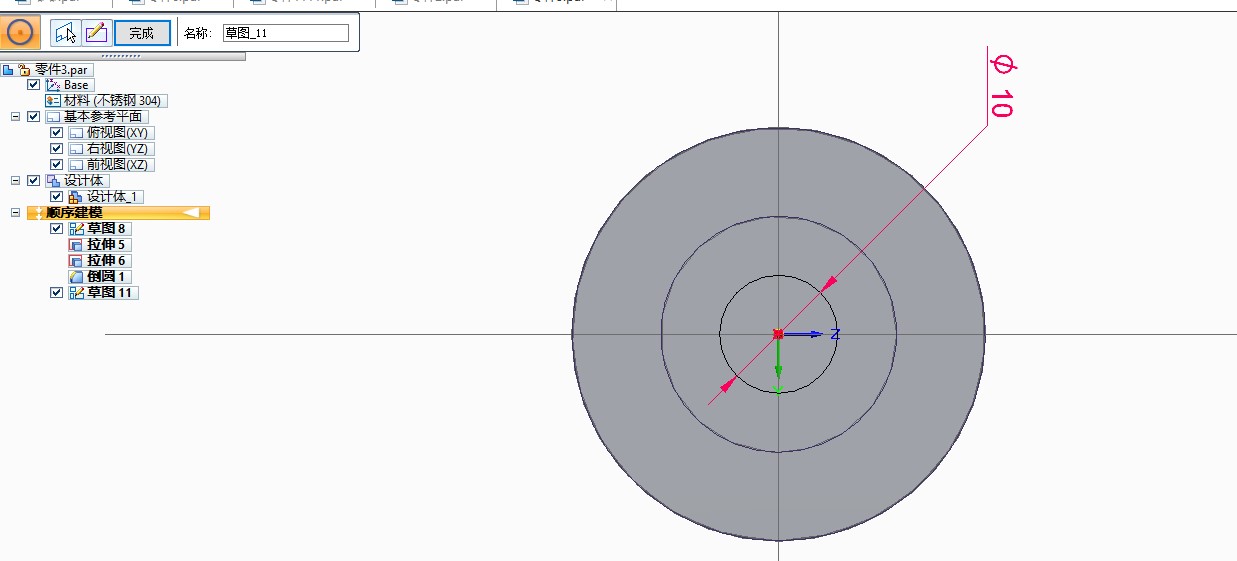 完成
名称:
草图_11
零件3.par
Base
材料 (不锈钢 304)
基本参考平面
俯视图(XY)
右视图(YZ)
前视图(XZ)
设计体
设计体_1
顺序建模
草图 8
拉伸 5
拉伸 6
倒圆 1
草图 11
Φ 10
Z